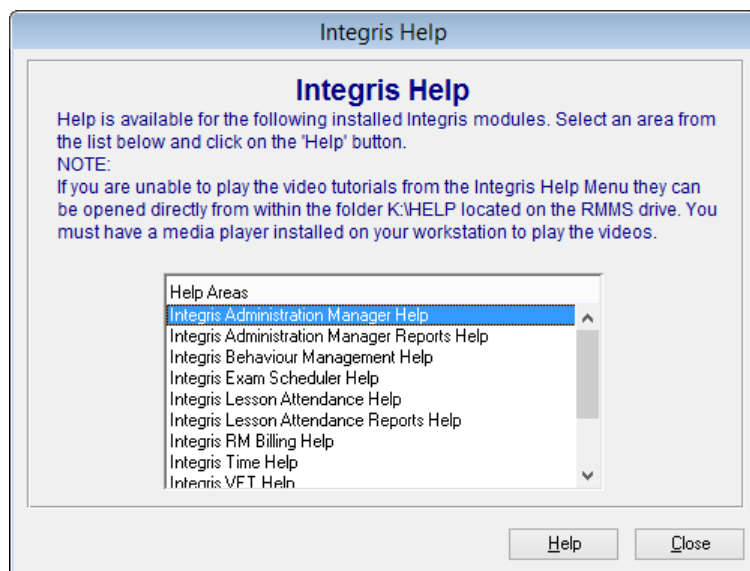 Integris Help
Integris Help
Help is available for the following installed Integris modules. Select an area from
the list below and click on the 'Help' button.
NOTE:
If you are unable to play the video tutorials from the Integris Help Menu they can
be opened directly from within the folder K:\HELP located on the RMMS drive. You
must have a media player installed on your workstation to play the videos.
Help Areas
Integris Administration Manager Help
Integris Administration Manager Reports Help
Integris Behaviour Management Help
Integris Exam Scheduler Help
Integris Lesson Attendance Help
Integris Lesson Attendance Reports Help
Integris RM Billing Help
Integris Time Help
Integris VET Help
Help
Close